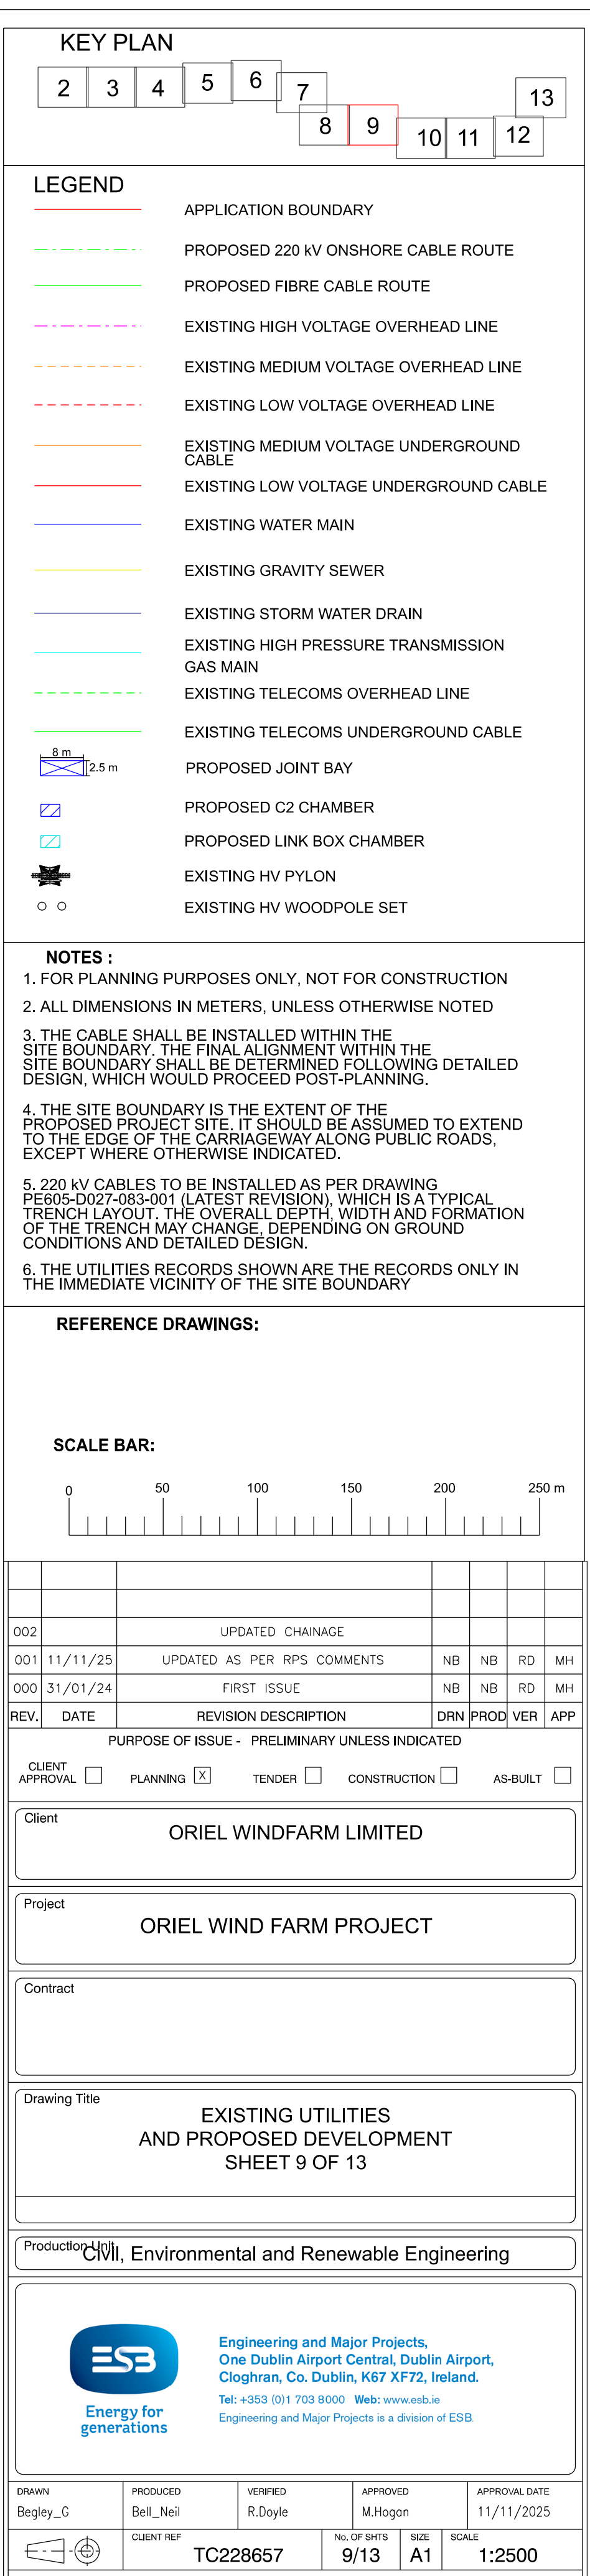 KEY PLAN
2 3 4 5 6 7 8 9 10 11 12 13
LEGEND
APPLICATION BOUNDARY
PROPOSED 220 kV ONSHORE CABLE ROUTE
PROPOSED FIBRE CABLE ROUTE
EXISTING HIGH VOLTAGE OVERHEAD LINE
EXISTING MEDIUM VOLTAGE OVERHEAD LINE
EXISTING LOW VOLTAGE OVERHEAD LINE
EXISTING MEDIUM VOLTAGE UNDERGROUND
CABLE
EXISTING LOW VOLTAGE UNDERGROUND CABLE
EXISTING WATER MAIN
EXISTING GRAVITY SEWER
EXISTING STORM WATER DRAIN
EXISTING HIGH PRESSURE TRANSMISSION
GAS MAIN
EXISTING TELECOMS OVERHEAD LINE
EXISTING TELECOMS UNDERGROUND CABLE
8 m
2.5 m
PROPOSED JOINT BAY
PROPOSED C2 CHAMBER
PROPOSED LINK BOX CHAMBER
EXISTING HV PYLON
EXISTING HV WOODPOLE SET
NOTES :
1. FOR PLANNING PURPOSES ONLY, NOT FOR CONSTRUCTION
2. ALL DIMENSIONS IN METERS, UNLESS OTHERWISE NOTED
3. THE CABLE SHALL BE INSTALLED WITHIN THE
SITE BOUNDARY. THE FINAL ALIGNMENT WITHIN THE
SITE BOUNDARY SHALL BE DETERMINED FOLLOWING DETAILED
DESIGN, WHICH WOULD PROCEED POST-PLANNING.
4. THE SITE BOUNDARY IS THE EXTENT OF THE
PROPOSED PROJECT SITE. IT SHOULD BE ASSUMED TO EXTEND
TO THE EDGE OF THE CARRIAGEWAY ALONG PUBLIC ROADS,
EXCEPT WHERE OTHERWISE INDICATED.
5. 220 kV CABLES TO BE INSTALLED AS PER DRAWING
PE605-D027-083-001 (LATEST REVISION), WHICH IS A TYPICAL
TRENCH LAYOUT. THE OVERALL DEPTH, WIDTH AND FORMATION
OF THE TRENCH MAY CHANGE, DEPENDING ON GROUND
CONDITIONS AND DETAILED DESIGN.
6. THE UTILITIES RECORDS SHOWN ARE THE RECORDS ONLY IN
THE IMMEDIATE VICINITY OF THE SITE BOUNDARY
REFERENCE DRAWINGS:
SCALE BAR:
0 50 100 150 200 250 m
002 UPDATED CHAINAGE
001 11/11/25 UPDATED AS PER RPS COMMENTS NB NB RD MH
000 31/01/24 FIRST ISSUE NB NB RD MH
REV. DATE REVISION DESCRIPTION DRN PROD VER APP
PURPOSE OF ISSUE - PRELIMINARY UNLESS INDICATED
CLIENT
APPROVAL PLANNING X TENDER CONSTRUCTION AS-BUILT
Client
ORIEL WINDFARM LIMITED
Project
ORIEL WIND FARM PROJECT
Contract
Drawing Title
EXISTING UTILITIES
AND PROPOSED DEVELOPMENT
SHEET 9 OF 13
Production Unit
Civil, Environmental and Renewable Engineering
ESB
Energy for
generations
Engineering and Major Projects,
One Dublin Airport Central, Dublin Airport,
Cloghran, Co. Dublin, K67 XF72, Ireland.
Tel: +353 (0)1 703 8000 Web: www.esb.ie
Engineering and Major Projects is a division of ESB.
DRAWN PRODUCED VERIFIED APPROVED APPROVAL DATE
Begley_G Bell_Neil R.Doyle M.Hogan 11/11/2025
CLIENT REF No. OF SHTS SIZE SCALE
TC228657 9/13 A1 1:2500